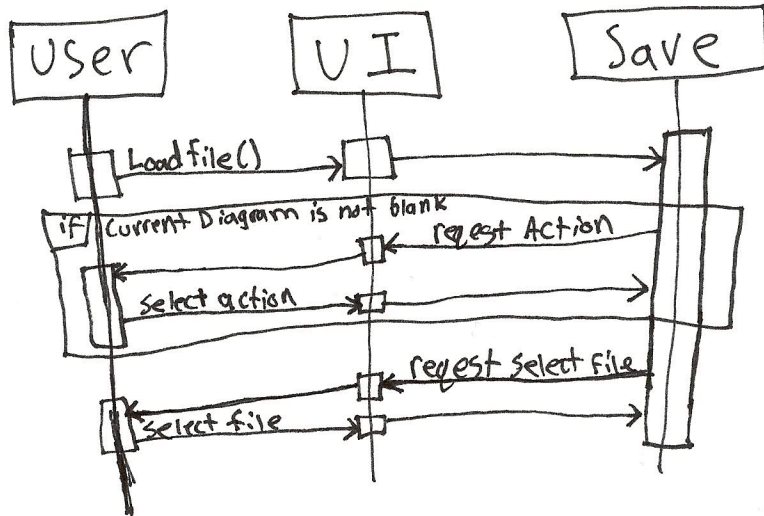 User
UI
Save
Loadfile()
if
Current Diagram is not blank
reqest Action
select action
reqest select file
select file